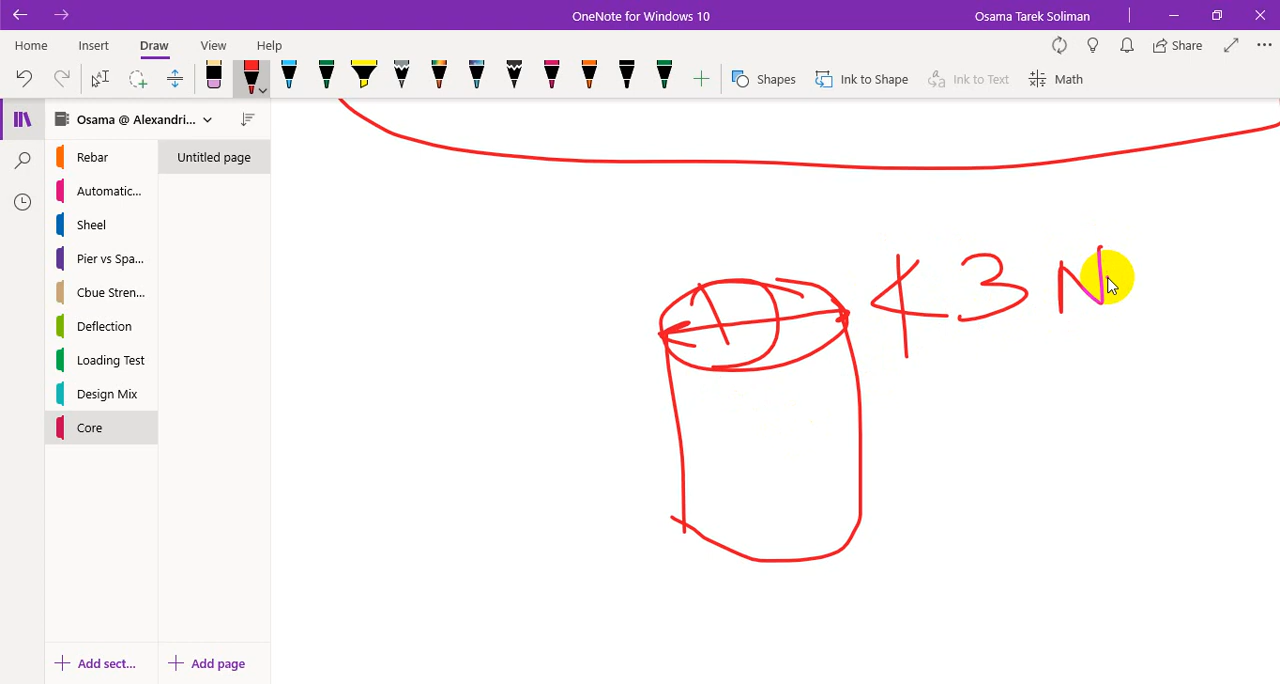 OneNote for Windows 10
Osama Tarek Soliman
Home Insert Draw View Help
Share
Shapes Ink to Shape Ink to Text Math
Osama @ Alexandri...
Rebar
Untitled page
Automatic...
Sheel
Pier vs Spa...
Cbue Stren...
Deflection
Loading Test
Design Mix
Core
3 N
Add sect...
Add page